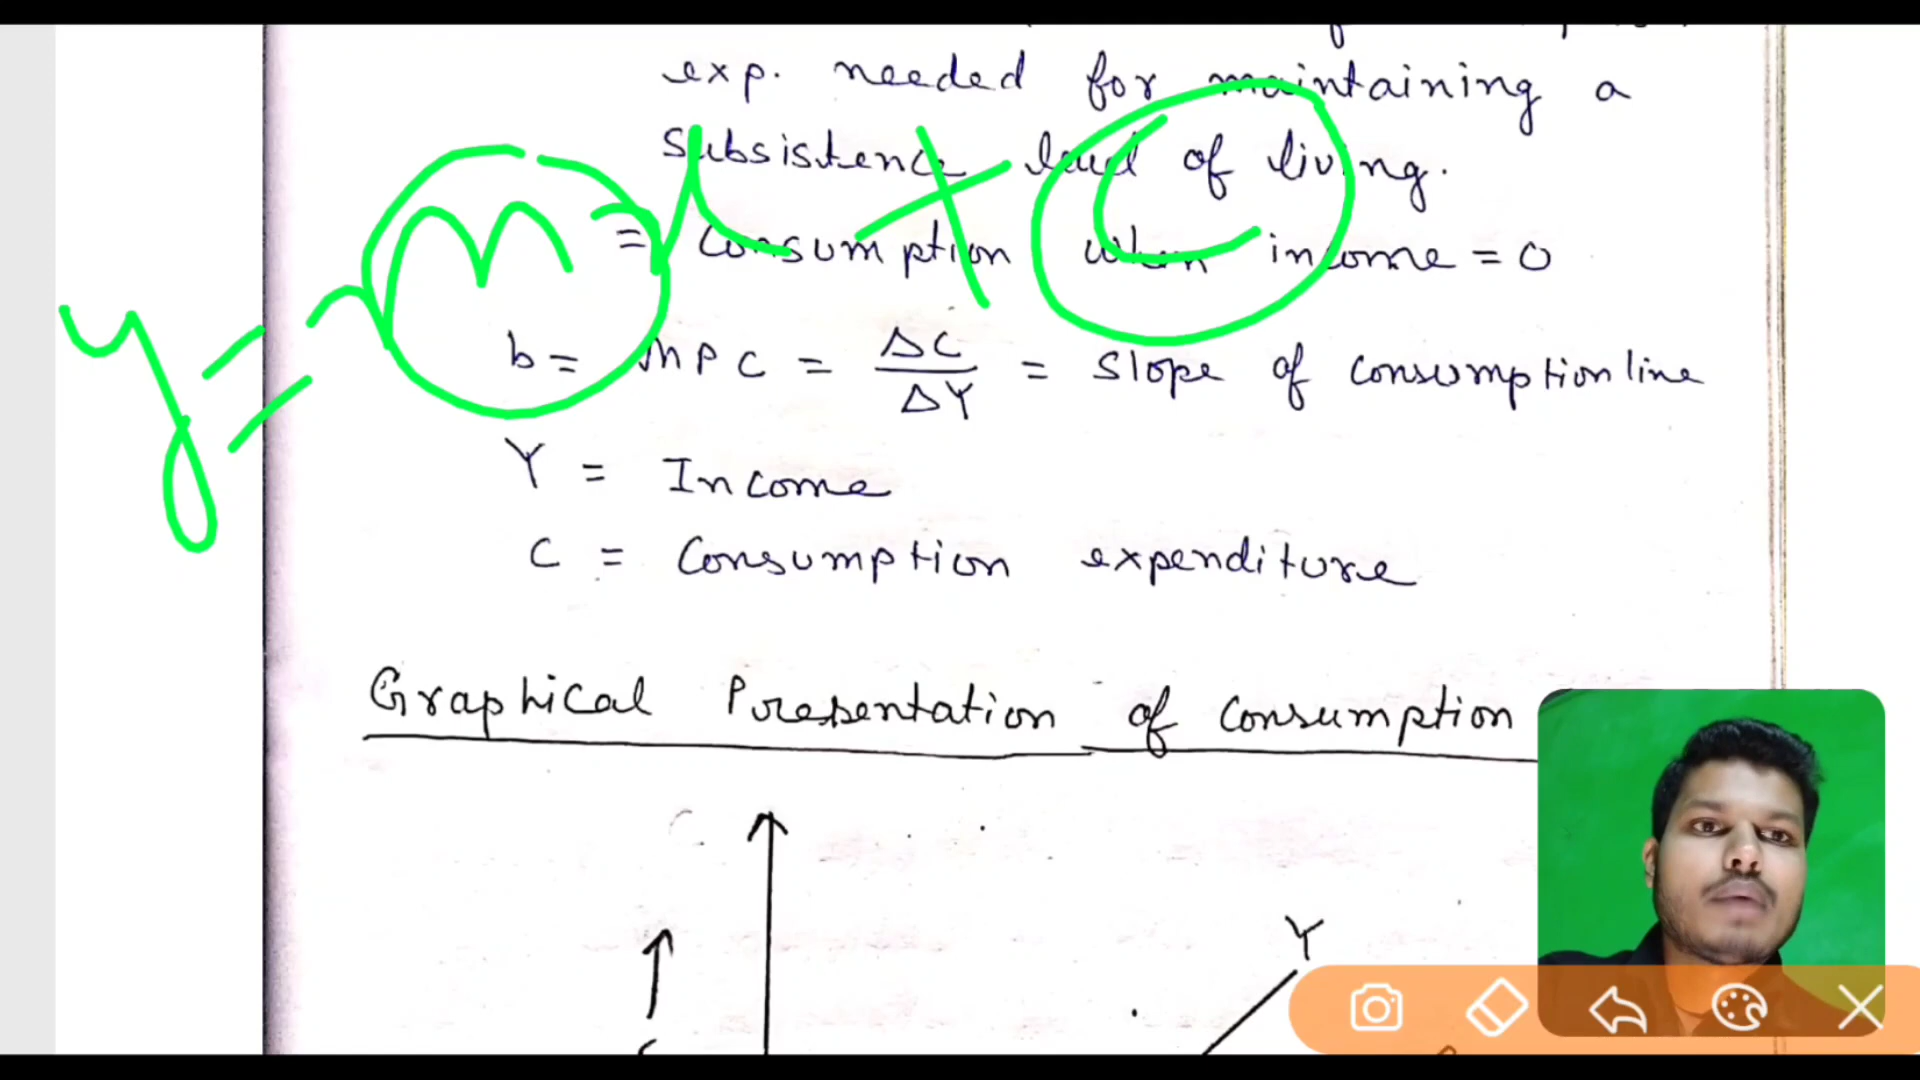 exp. needed for maintaining a
Subsistence level of living.
= Consumption when income = 0
y = mx + C
b = MPC = ΔC/ΔY = Slope of Consumption line
Y = Income
C = Consumption expenditure
Graphical Presentation of Consumption
Y